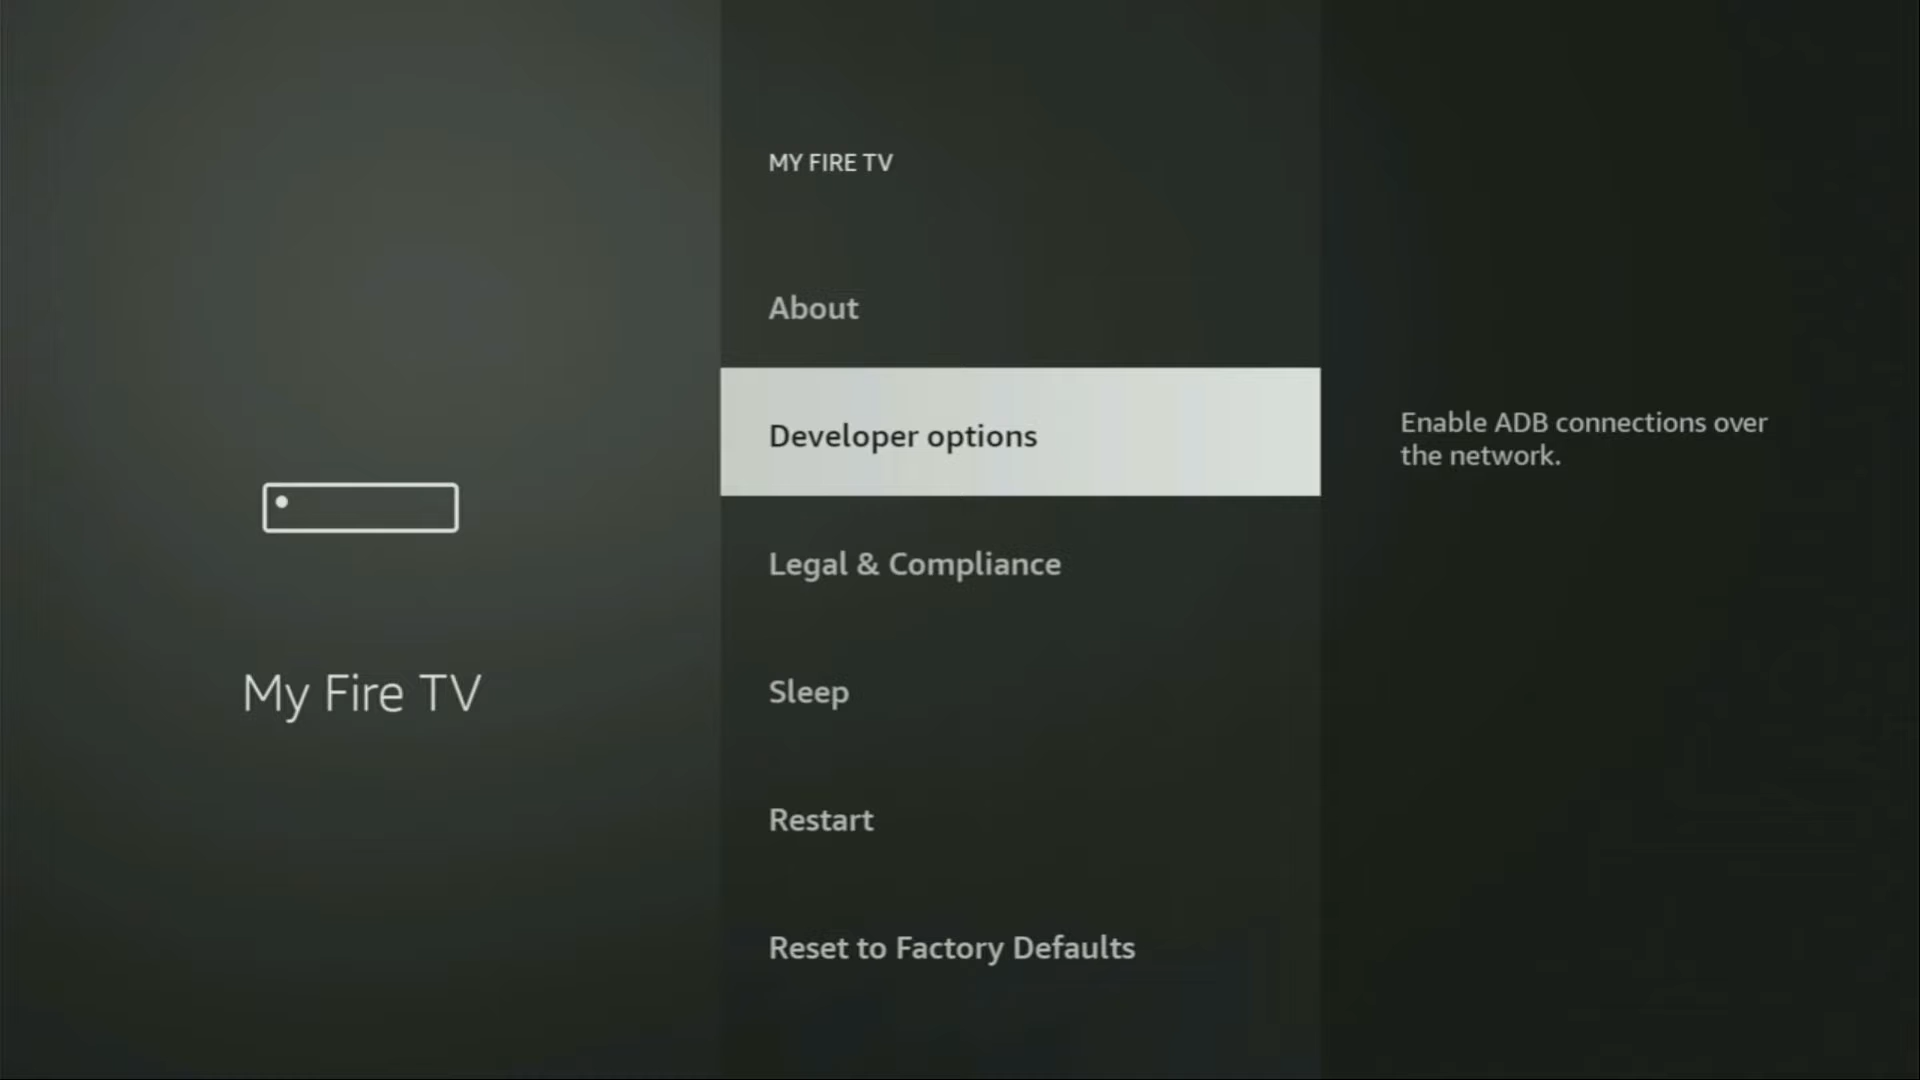 MY FIRE TV
About
Developer options
Enable ADB connections over
the network.
Legal & Compliance
Sleep
My Fire TV
Restart
Reset to Factory Defaults